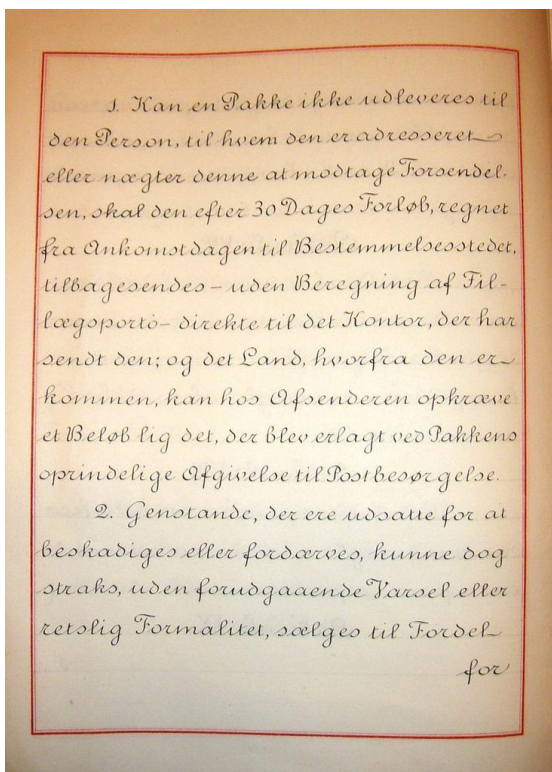 1. Kan en Pakke ikke udleveres til
den Person, til hvem den er adresseret
eller nægter denne at modtage Forsendel-
sen, skal den efter 30 Dages Forløb, regnet
fra Ankomstdagen til Bestemmelsesstedet,
tilbagesendes – uden Beregning af Til-
lægsporto – direkte til det Kontor, der har
sendt den; og det Land, hvorfra den er
kommen, kan hos Afsenderen opkræve
et Beløb lig det, der blev erlagt ved Pakkens
oprindelige Afgivelse til Postbesørgelse.
2. Genstande, der ere udsatte for at
beskadiges eller fordærves, kunne dog
straks, uden forudgaaende Varsel eller
retslig Formalitet, sælges til Fordel
for